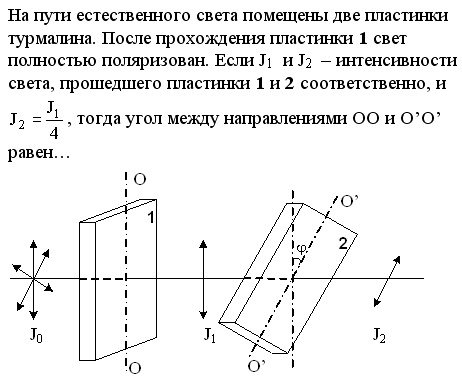 На пути естественного света помещены две пластинки
турмалина. После прохождения пластинки 1 свет
полностью поляризован. Если J₁ и J₂ – интенсивности
света, прошедшего пластинки 1 и 2 соответственно, и
J₂ = J₁/4 , тогда угол между направлениями OO и O’O’
равен…
O
O’
1
2
φ
J₀
J₁
J₂
O
O’